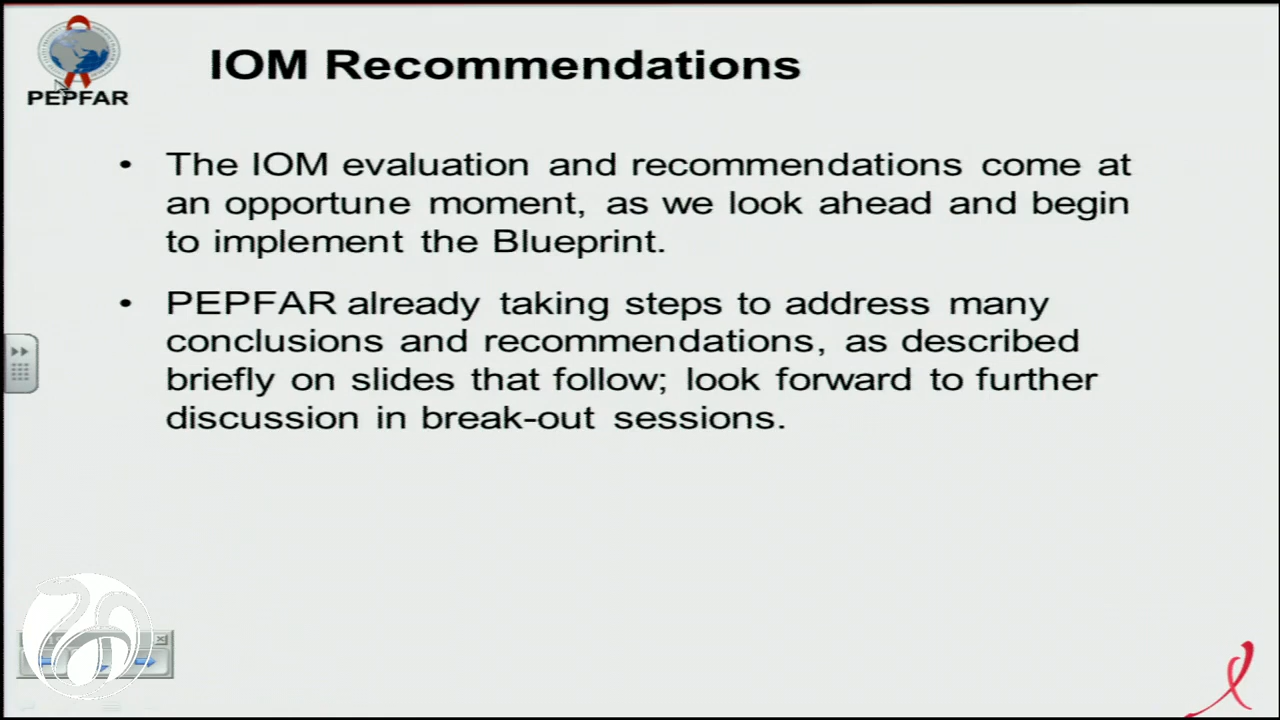 IOM Recommendations
PEPFAR
• The IOM evaluation and recommendations come at
an opportune moment, as we look ahead and begin
to implement the Blueprint.
• PEPFAR already taking steps to address many
conclusions and recommendations, as described
briefly on slides that follow; look forward to further
discussion in break-out sessions.